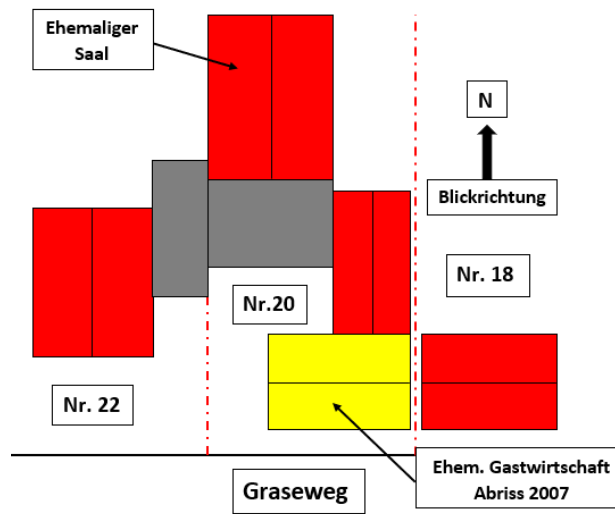 Ehemaliger
Saal
N
Blickrichtung
Nr. 18
Nr.20
Nr. 22
Ehem. Gastwirtschaft
Abriss 2007
Graseweg